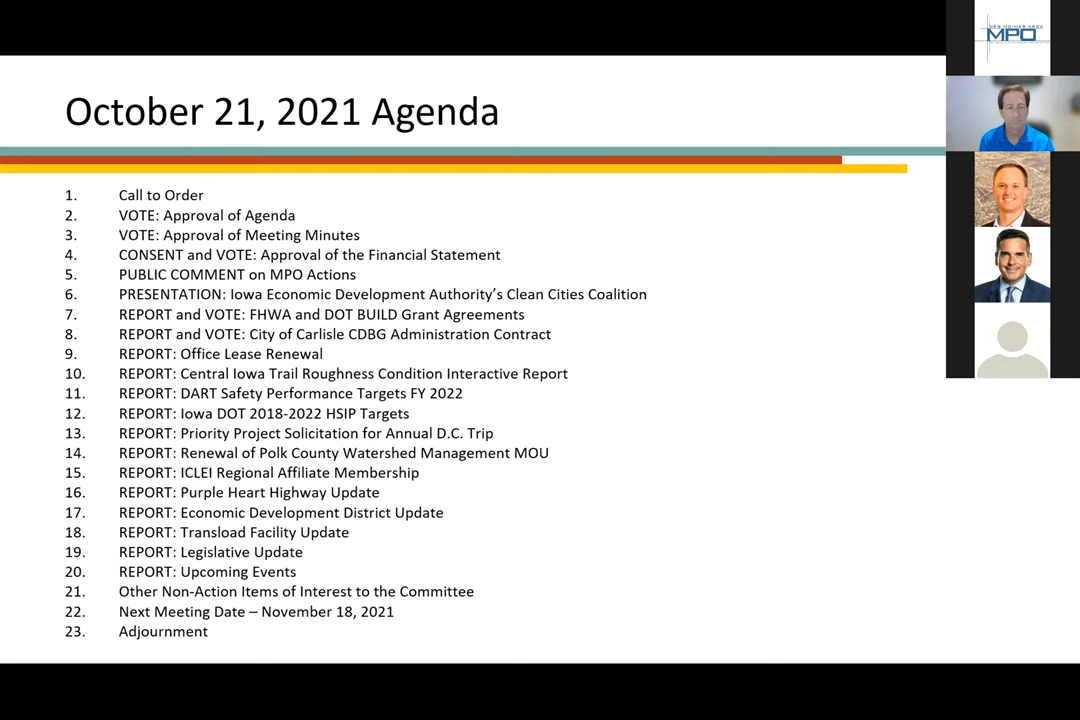 October 21, 2021 Agenda
1. Call to Order
2. VOTE: Approval of Agenda
3. VOTE: Approval of Meeting Minutes
4. CONSENT and VOTE: Approval of the Financial Statement
5. PUBLIC COMMENT on MPO Actions
6. PRESENTATION: Iowa Economic Development Authority’s Clean Cities Coalition
7. REPORT and VOTE: FHWA and DOT BUILD Grant Agreements
8. REPORT and VOTE: City of Carlisle CDBG Administration Contract
9. REPORT: Office Lease Renewal
10. REPORT: Central Iowa Trail Roughness Condition Interactive Report
11. REPORT: DART Safety Performance Targets FY 2022
12. REPORT: Iowa DOT 2018-2022 HSIP Targets
13. REPORT: Priority Project Solicitation for Annual D.C. Trip
14. REPORT: Renewal of Polk County Watershed Management MOU
15. REPORT: ICLEI Regional Affiliate Membership
16. REPORT: Purple Heart Highway Update
17. REPORT: Economic Development District Update
18. REPORT: Transload Facility Update
19. REPORT: Legislative Update
20. REPORT: Upcoming Events
21. Other Non-Action Items of Interest to the Committee
22. Next Meeting Date – November 18, 2021
23. Adjournment
DES MOINES AREA
MPO